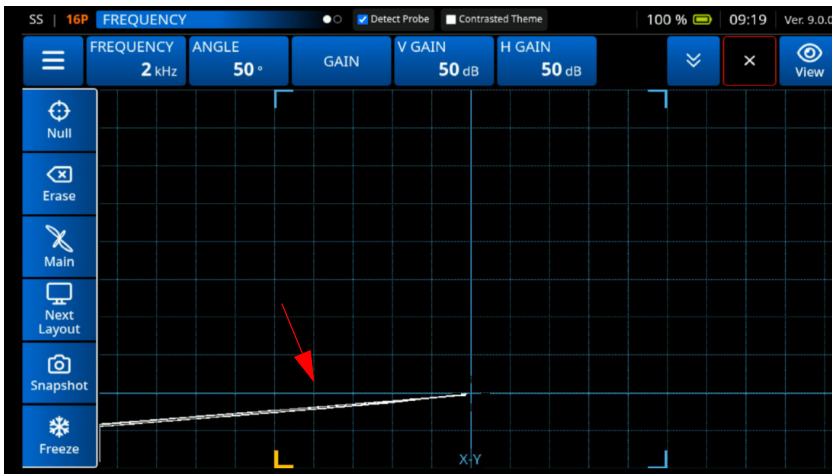 SS | 16P FREQUENCY Detect Probe Contrasted Theme 100 % 09:19 Ver. 9.0.0
FREQUENCY ANGLE GAIN V GAIN H GAIN
2 kHz 50 ° 50 dB 50 dB View
Null
Erase
Main
Next
Layout
Snapshot
Freeze
X-Y